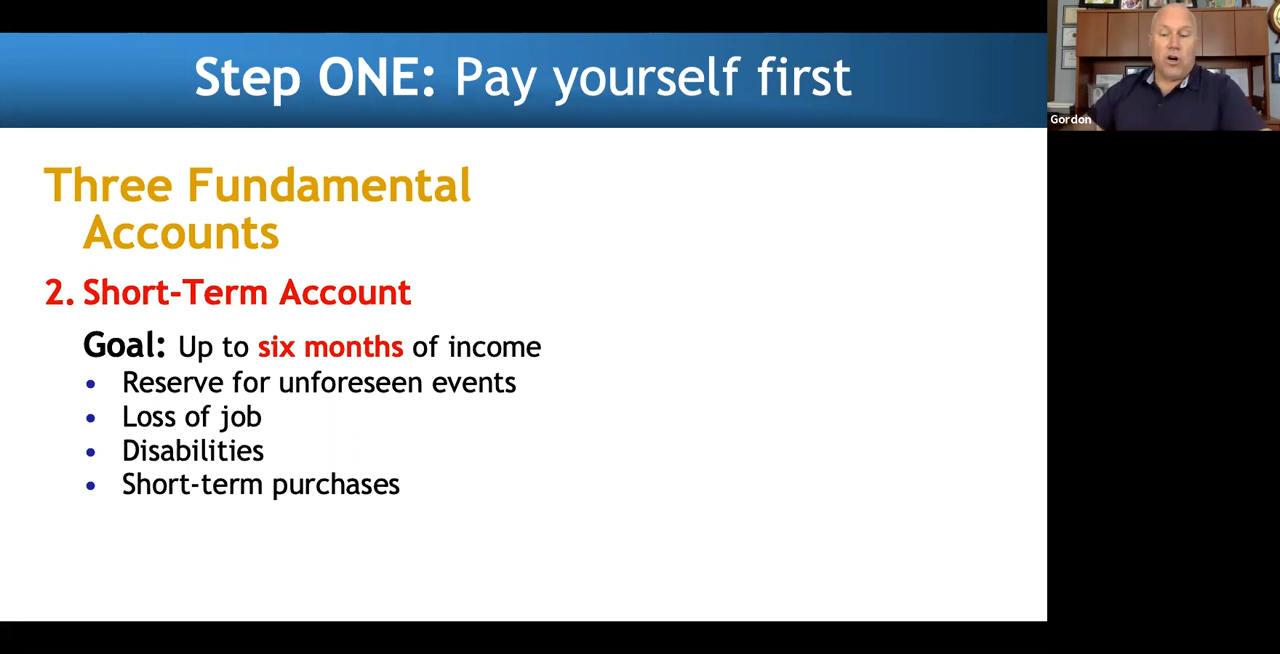 Step ONE: Pay yourself first
Gordon
Three Fundamental
Accounts
2. Short-Term Account
Goal: Up to six months of income
• Reserve for unforeseen events
• Loss of job
• Disabilities
• Short-term purchases